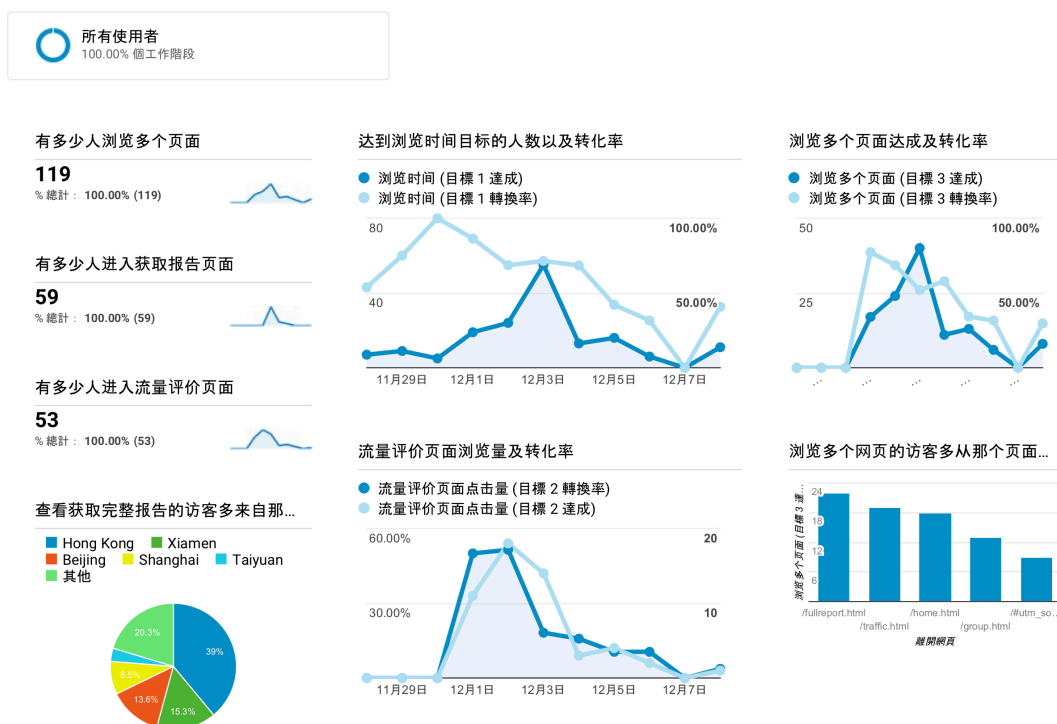 所有使用者
100.00% 個工作階段
有多少人浏览多个页面
119
% 總計： 100.00% (119)
有多少人进入获取报告页面
59
% 總計： 100.00% (59)
有多少人进入流量评价页面
53
% 總計： 100.00% (53)
查看获取完整报告的访客多来自那...
Hong Kong Xiamen
Beijing Shanghai Taiyuan
其他
20.3%
39%
8.5%
13.6%
15.3%
达到浏览时间目标的人数以及转化率
浏览时间 (目標 1 達成)
浏览时间 (目標 1 轉換率)
80 100.00%
40 50.00%
11月29日 12月1日 12月3日 12月5日 12月7日
流量评价页面浏览量及转化率
流量评价页面点击量 (目標 2 轉換率)
流量评价页面点击量 (目標 2 達成)
60.00% 20
30.00% 10
11月29日 12月1日 12月3日 12月5日 12月7日
浏览多个页面达成及转化率
浏览多个页面 (目標 3 達成)
浏览多个页面 (目標 3 轉換率)
50 100.00%
25 50.00%
... ... ... ... ...
浏览多个网页的访客多从那个页面...
浏览多个页面 (目標 3 達...
24
18
12
6
/fullreport.html /home.html /#utm_so...
/traffic.html /group.html
離開網頁